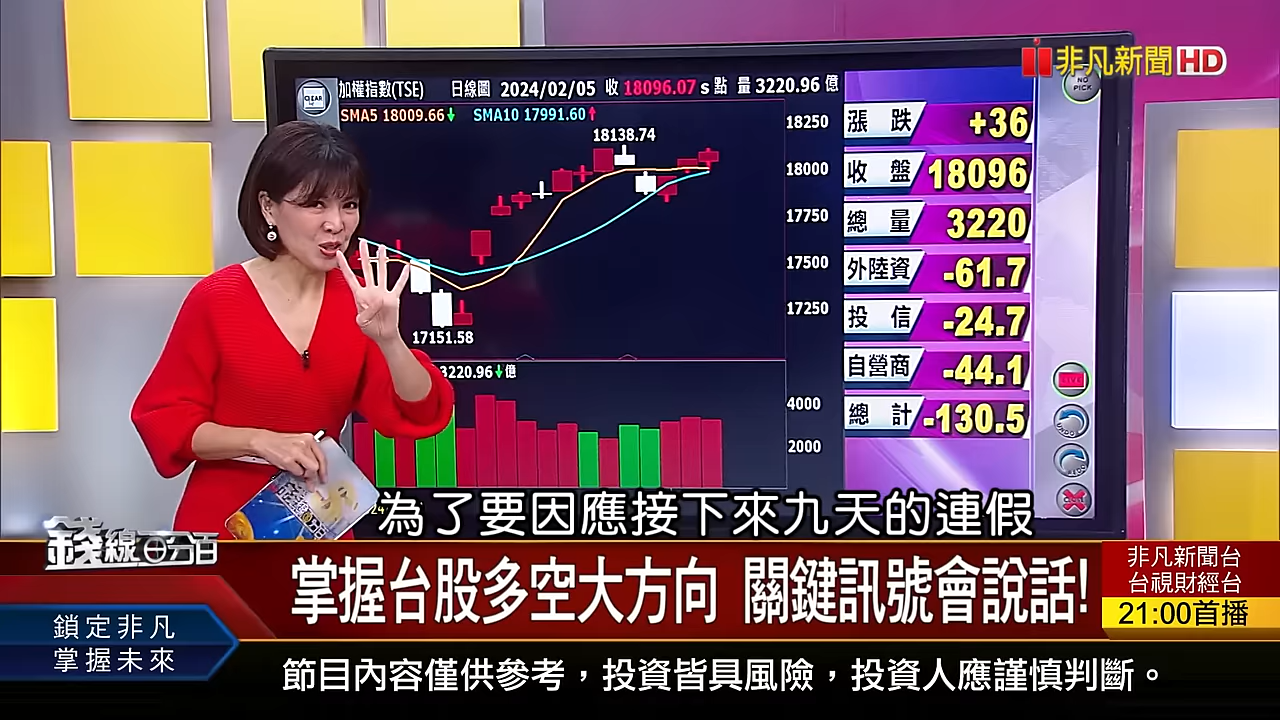 非凡新聞HD
NO PICK
CLEAR
加權指數(TSE) 日線圖 2024/02/05 收 18096.07 s 點 量 3220.96 億
SMA5 18009.66↓ SMA10 17991.60↑
18138.74
18250
18000
17750
17500
17250
17151.58
3220.96↓億
4000
2000
漲跌 +36
收盤 18096
總量 3220
外陸資 -61.7
投信 -24.7
自營商 -44.1
總計 -130.5
LIVE
UNDO
為了要因應接下來九天的連假
錢線百分百
掌握台股多空大方向 關鍵訊號會說話!
非凡新聞台
台視財經台
21:00首播
鎖定非凡
掌握未來
節目內容僅供參考，投資皆具風險，投資人應謹慎判斷。